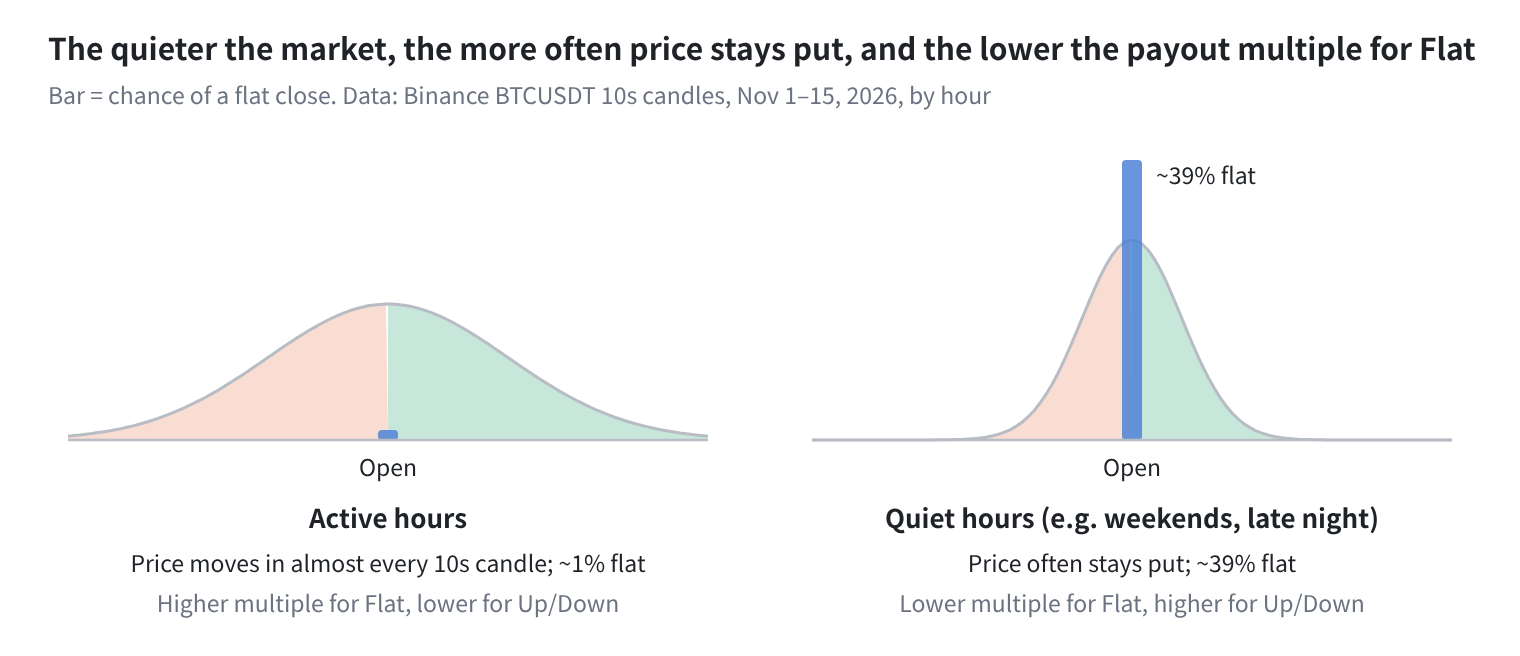 The quieter the market, the more often price stays put, and the lower the payout multiple for Flat
Bar = chance of a flat close. Data: Binance BTCUSDT 10s candles, Nov 1–15, 2026, by hour
~39% flat
Open
Open
Active hours
Quiet hours (e.g. weekends, late night)
Price moves in almost every 10s candle; ~1% flat
Price often stays put; ~39% flat
Higher multiple for Flat, lower for Up/Down
Lower multiple for Flat, higher for Up/Down